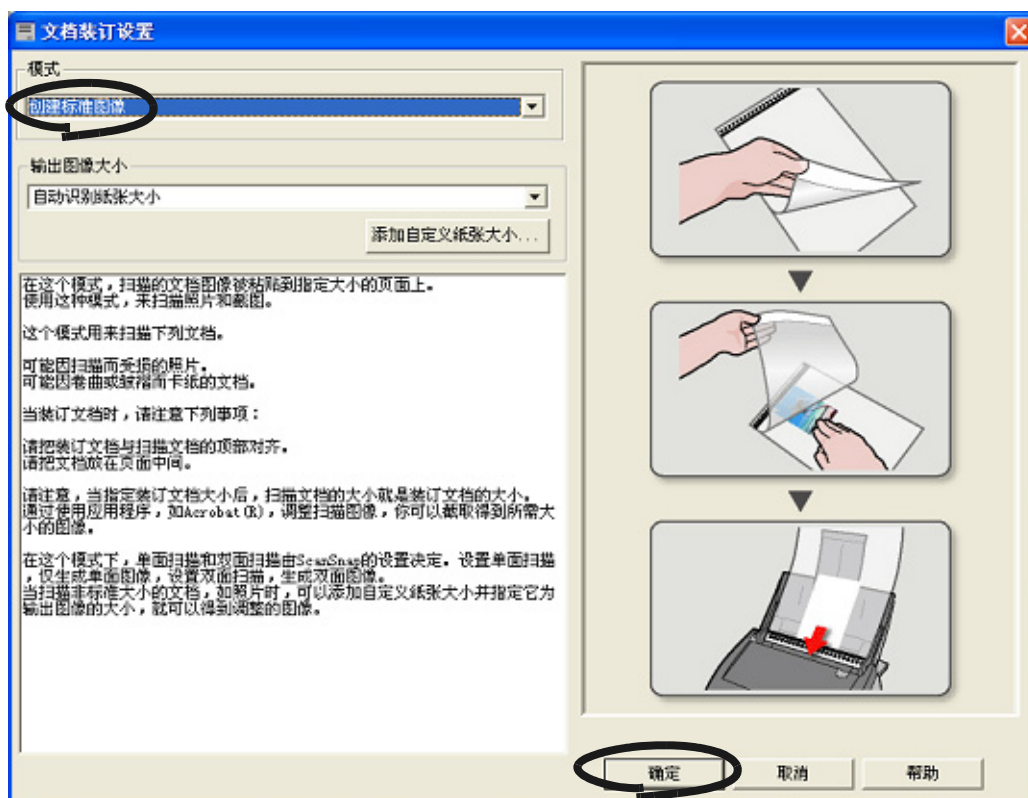 文档装订设置
模式
创建标准图像
输出图像大小
自动识别纸张大小
添加自定义纸张大小...
在这个模式，扫描的文档图像被粘贴到指定大小的页面上。
使用这种模式，来扫描照片和截图。
这个模式用来扫描下列文档。
可能因扫描而受损的照片。
可能因卷曲或皱褶而卡纸的文档。
当装订文档时，请注意下列事项：
请把装订文档与扫描文档的顶部对齐。
请把文档放在页面中间。
请注意，当指定装订文档大小后，扫描文档的大小就是装订文档的大小。
通过使用应用程序，如Acrobat(R)，调整扫描图像，你可以截取得到所需大
小的图像。
在这个模式下，单面扫描和双面扫描由ScanSnap的设置决定。设置单面扫描
，仅生成单面图像，设置双面扫描，生成双面图像。
当扫描非标准大小的文档，如照片时，可以添加自定义纸张大小并指定它为
输出图像的大小，就可以得到调整的图像。
确定
取消
帮助